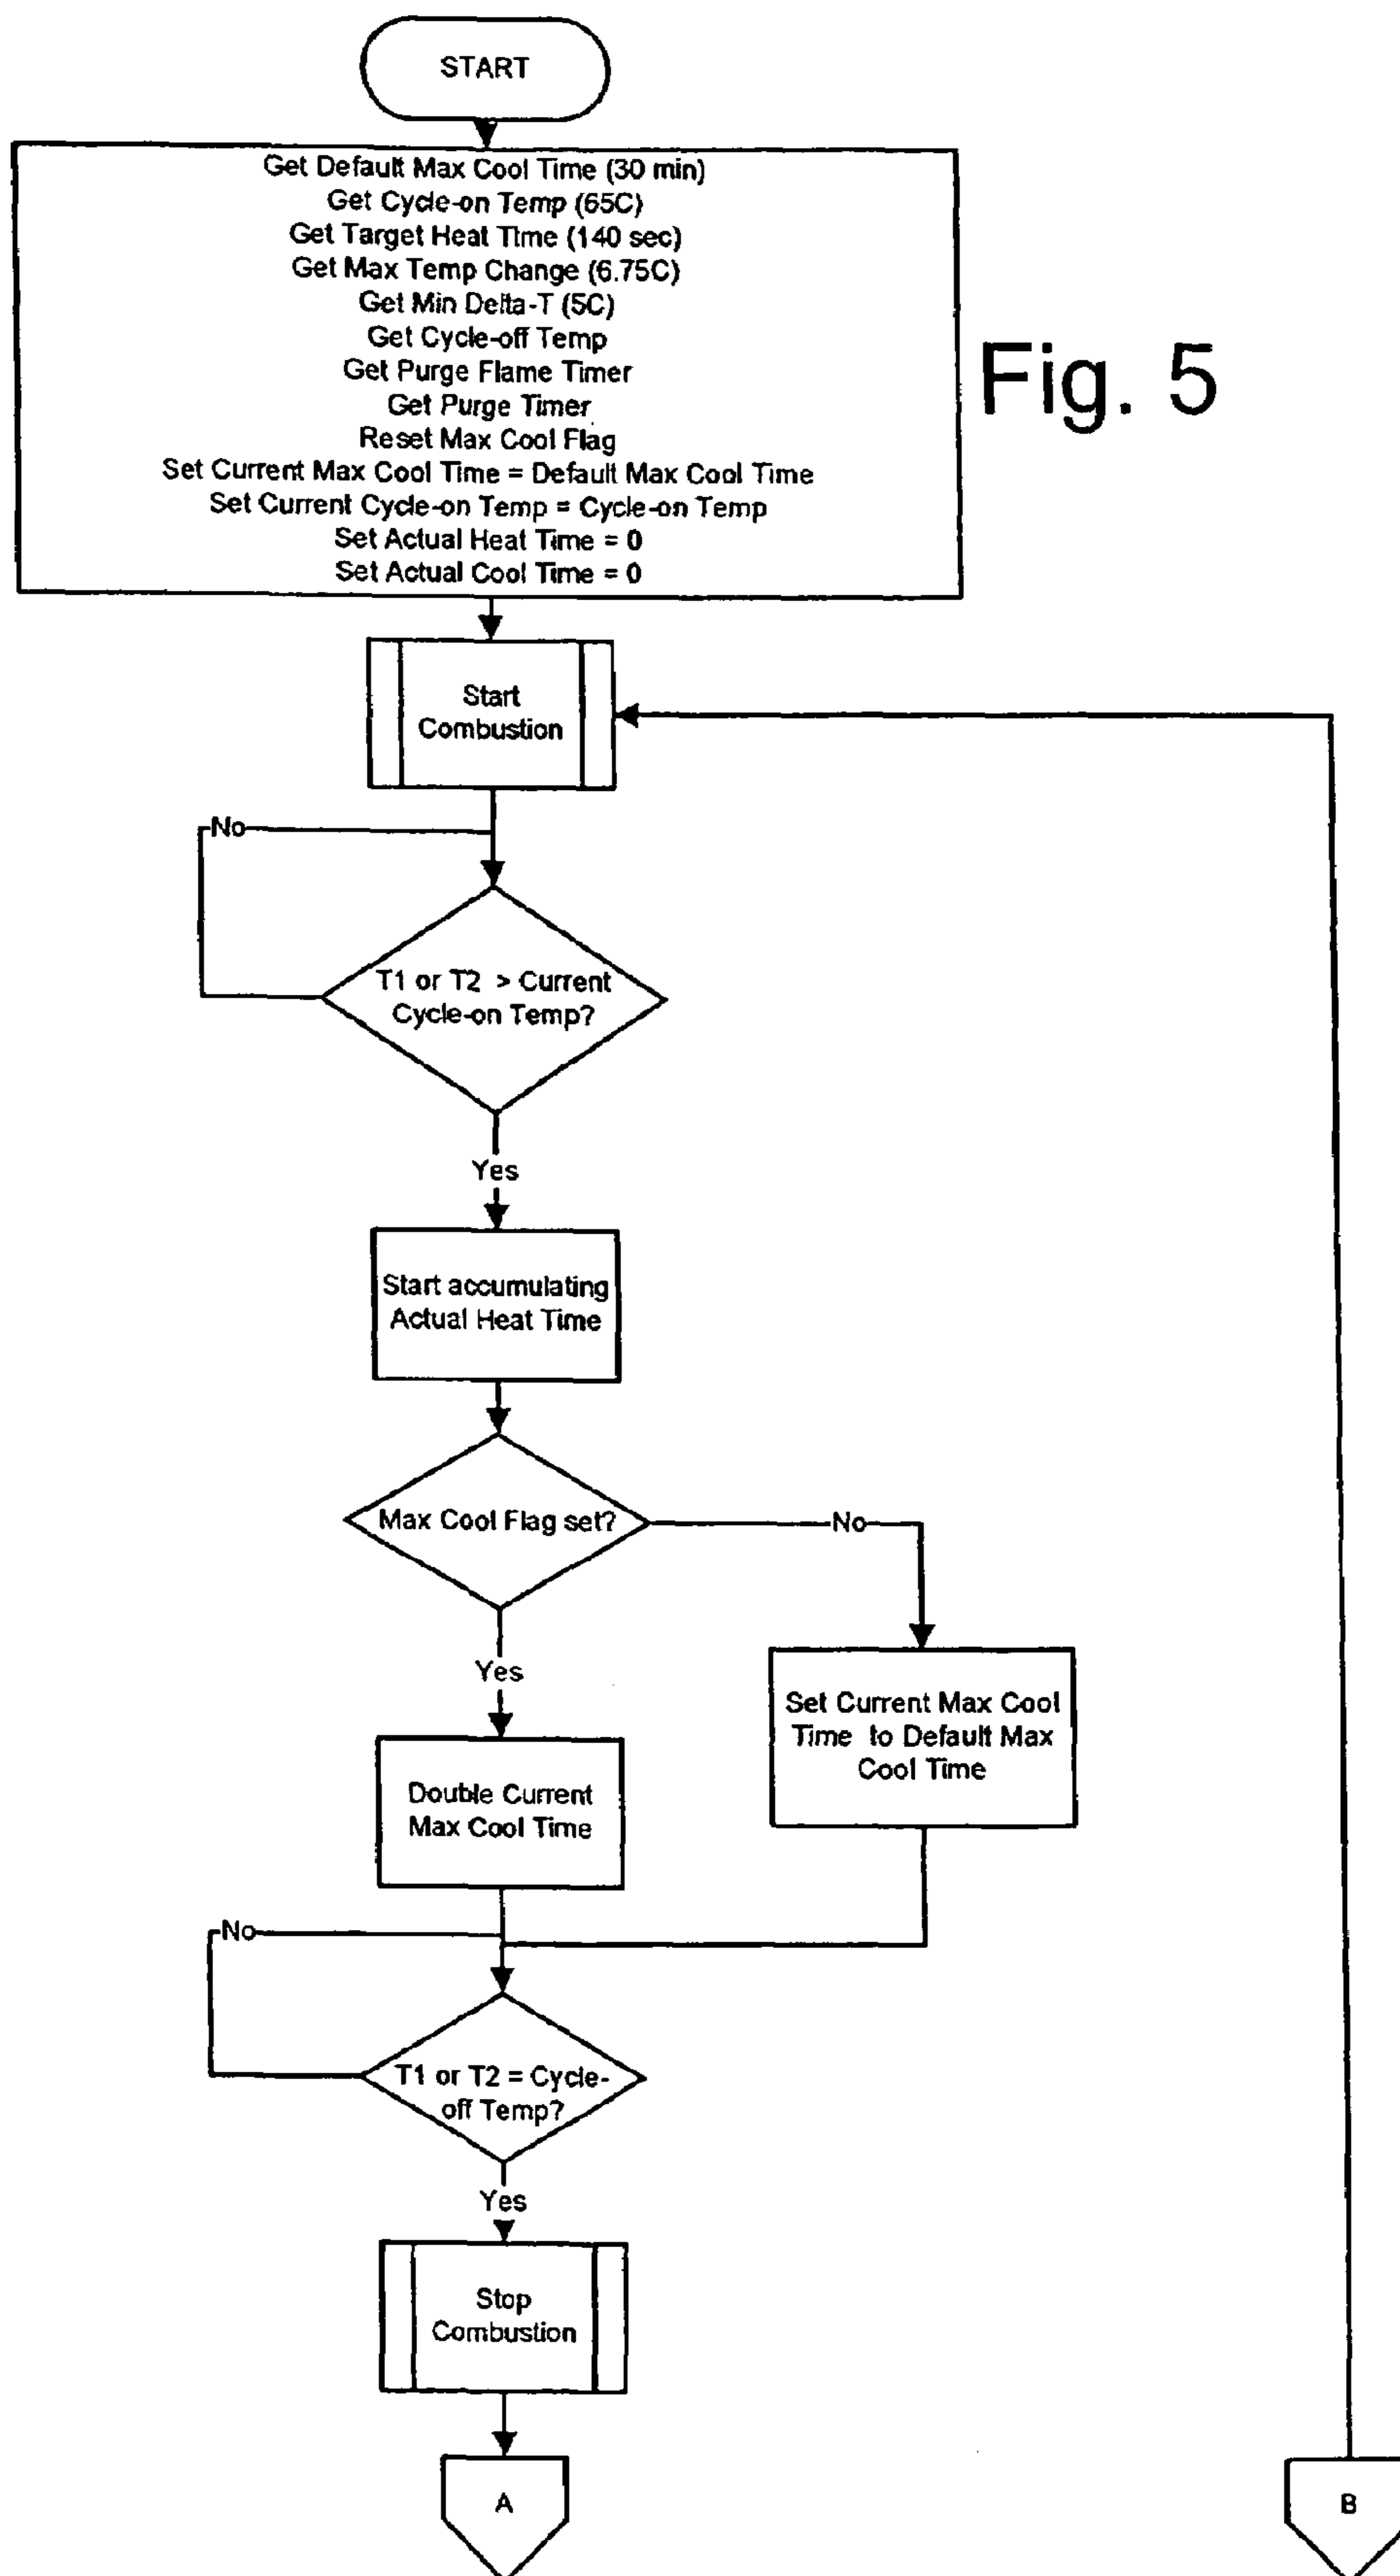 START
Get Default Max Cool Time (30 min)
Get Cycle-on Temp (65C)
Get Target Heat Time (140 sec)
Get Max Temp Change (6.75C)
Get Min Delta-T (5C)
Get Cycle-off Temp
Get Purge Flame Timer
Get Purge Timer
Reset Max Cool Flag
Set Current Max Cool Time = Default Max Cool Time
Set Current Cycle-on Temp = Cycle-on Temp
Set Actual Heat Time = 0
Set Actual Cool Time = 0
Fig. 5
Start
Combustion
No
T1 or T2 > Current
Cycle-on Temp?
Yes
Start accumulating
Actual Heat Time
Max Cool Flag set?
No
Yes
Set Current Max Cool
Time to Default Max
Cool Time
Double Current
Max Cool Time
No
T1 or T2 = Cycle-
off Temp?
Yes
Stop
Combustion
A
B